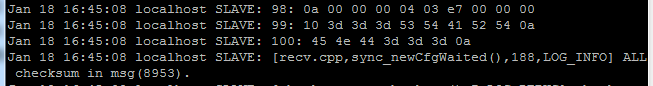 Jan 18 16:45:08 localhost SLAVE: 98: 0a 00 00 00 04 03 e7 00 00 00
Jan 18 16:45:08 localhost SLAVE: 99: 10 3d 3d 3d 53 54 41 52 54 0a
Jan 18 16:45:08 localhost SLAVE: 100: 45 4e 44 3d 3d 3d 0a
Jan 18 16:45:08 localhost SLAVE: [recv.cpp,sync_newCfgWaited(),188,LOG_INFO] ALL
checksum in msg(8953).